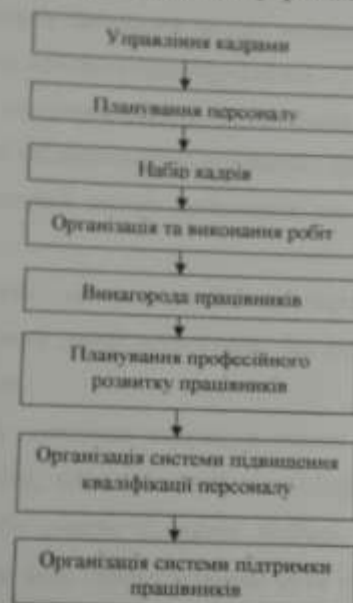 Управління кадрами
Планування персоналу
Набір кадрів
Організація та виконання робіт
Винагорода працівників
Планування професійного
розвитку працівників
Організація системи підвищення
кваліфікації персоналу
Організація системи підтримки
працівників